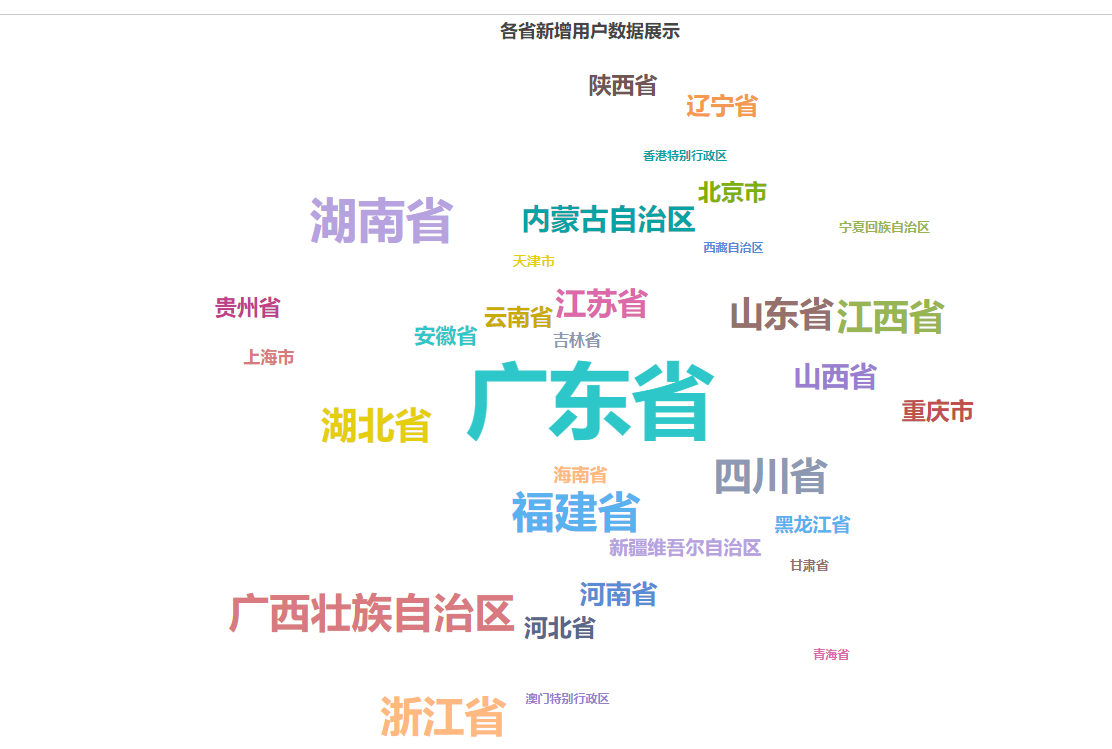 各省新增用户数据展示
陕西省
辽宁省
香港特别行政区
北京市
湖南省
内蒙古自治区
宁夏回族自治区
西藏自治区
天津市
贵州省
云南省
江苏省
山东省
江西省
安徽省
吉林省
上海市
山西省
广东省
重庆市
湖北省
海南省
四川省
福建省
黑龙江省
新疆维吾尔自治区
甘肃省
河南省
广西壮族自治区
河北省
青海省
澳门特别行政区
浙江省